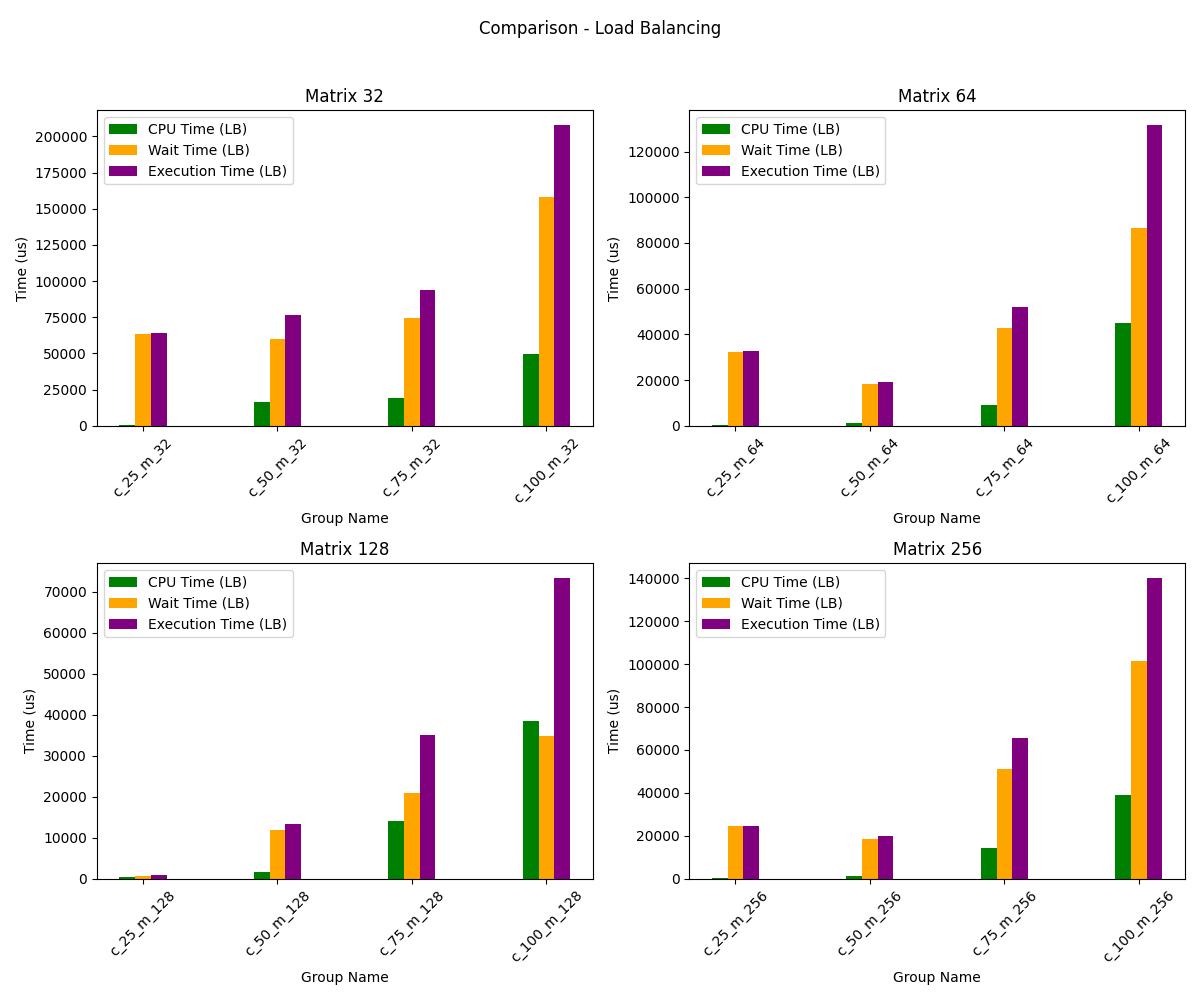 Comparison - Load Balancing
Matrix 32
CPU Time (LB)
Wait Time (LB)
Execution Time (LB)
Time (us)
200000
175000
150000
125000
100000
75000
50000
25000
0
c_25_m_32
c_50_m_32
c_75_m_32
c_100_m_32
Group Name
Matrix 64
CPU Time (LB)
Wait Time (LB)
Execution Time (LB)
Time (us)
120000
100000
80000
60000
40000
20000
0
c_25_m_64
c_50_m_64
c_75_m_64
c_100_m_64
Group Name
Matrix 128
CPU Time (LB)
Wait Time (LB)
Execution Time (LB)
Time (us)
70000
60000
50000
40000
30000
20000
10000
0
c_25_m_128
c_50_m_128
c_75_m_128
c_100_m_128
Group Name
Matrix 256
CPU Time (LB)
Wait Time (LB)
Execution Time (LB)
Time (us)
140000
120000
100000
80000
60000
40000
20000
0
c_25_m_256
c_50_m_256
c_75_m_256
c_100_m_256
Group Name